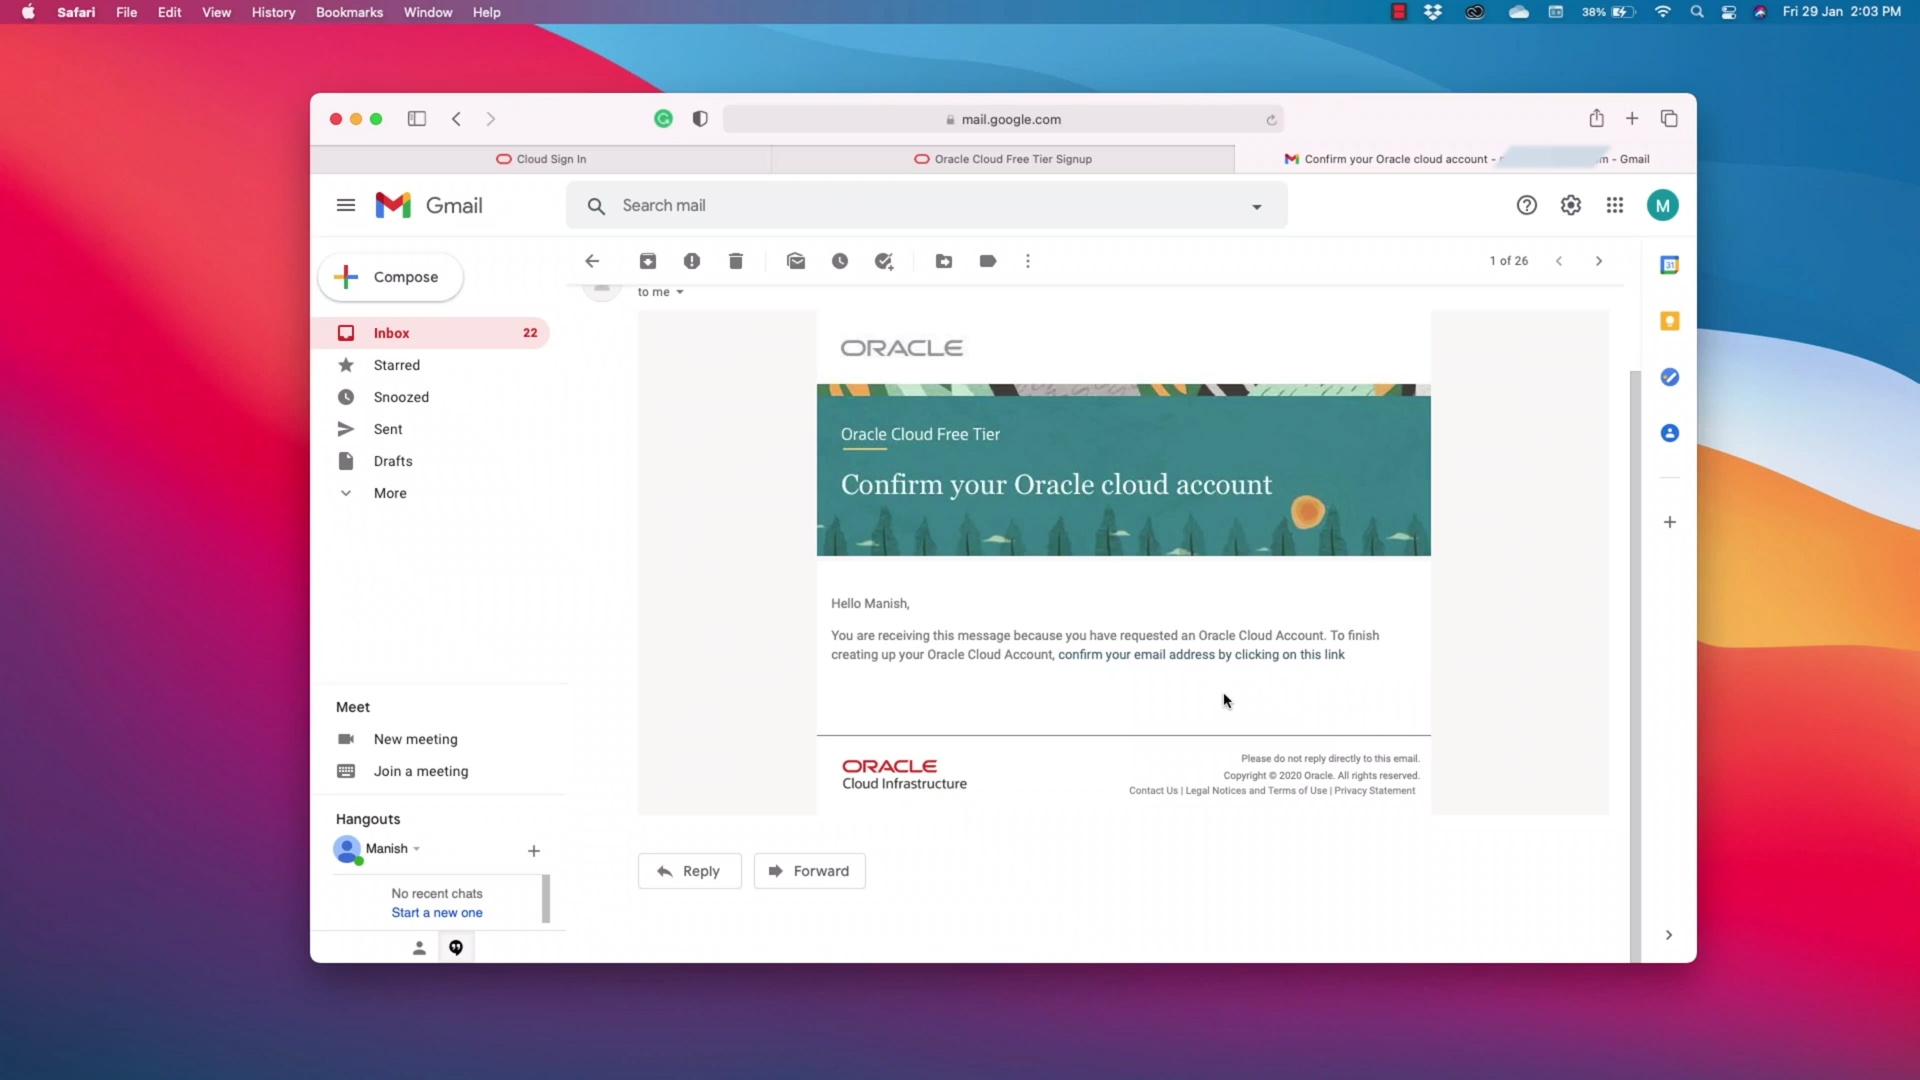 Safari File Edit View History Bookmarks Window Help
38% Fri 29 Jan 2:03 PM
mail.google.com
Cloud Sign In
Oracle Cloud Free Tier Signup
Confirm your Oracle cloud account - m - Gmail
Gmail
Search mail
M
Compose
1 of 26
31
to me
Inbox 22
Starred
Snoozed
Sent
Drafts
More
ORACLE
Oracle Cloud Free Tier
Confirm your Oracle cloud account
Hello Manish,
You are receiving this message because you have requested an Oracle Cloud Account. To finish
creating up your Oracle Cloud Account, confirm your email address by clicking on this link
ORACLE
Cloud Infrastructure
Please do not reply directly to this email.
Copyright © 2020 Oracle. All rights reserved.
Contact Us | Legal Notices and Terms of Use | Privacy Statement
Reply
Forward
Meet
New meeting
Join a meeting
Hangouts
Manish
No recent chats
Start a new one